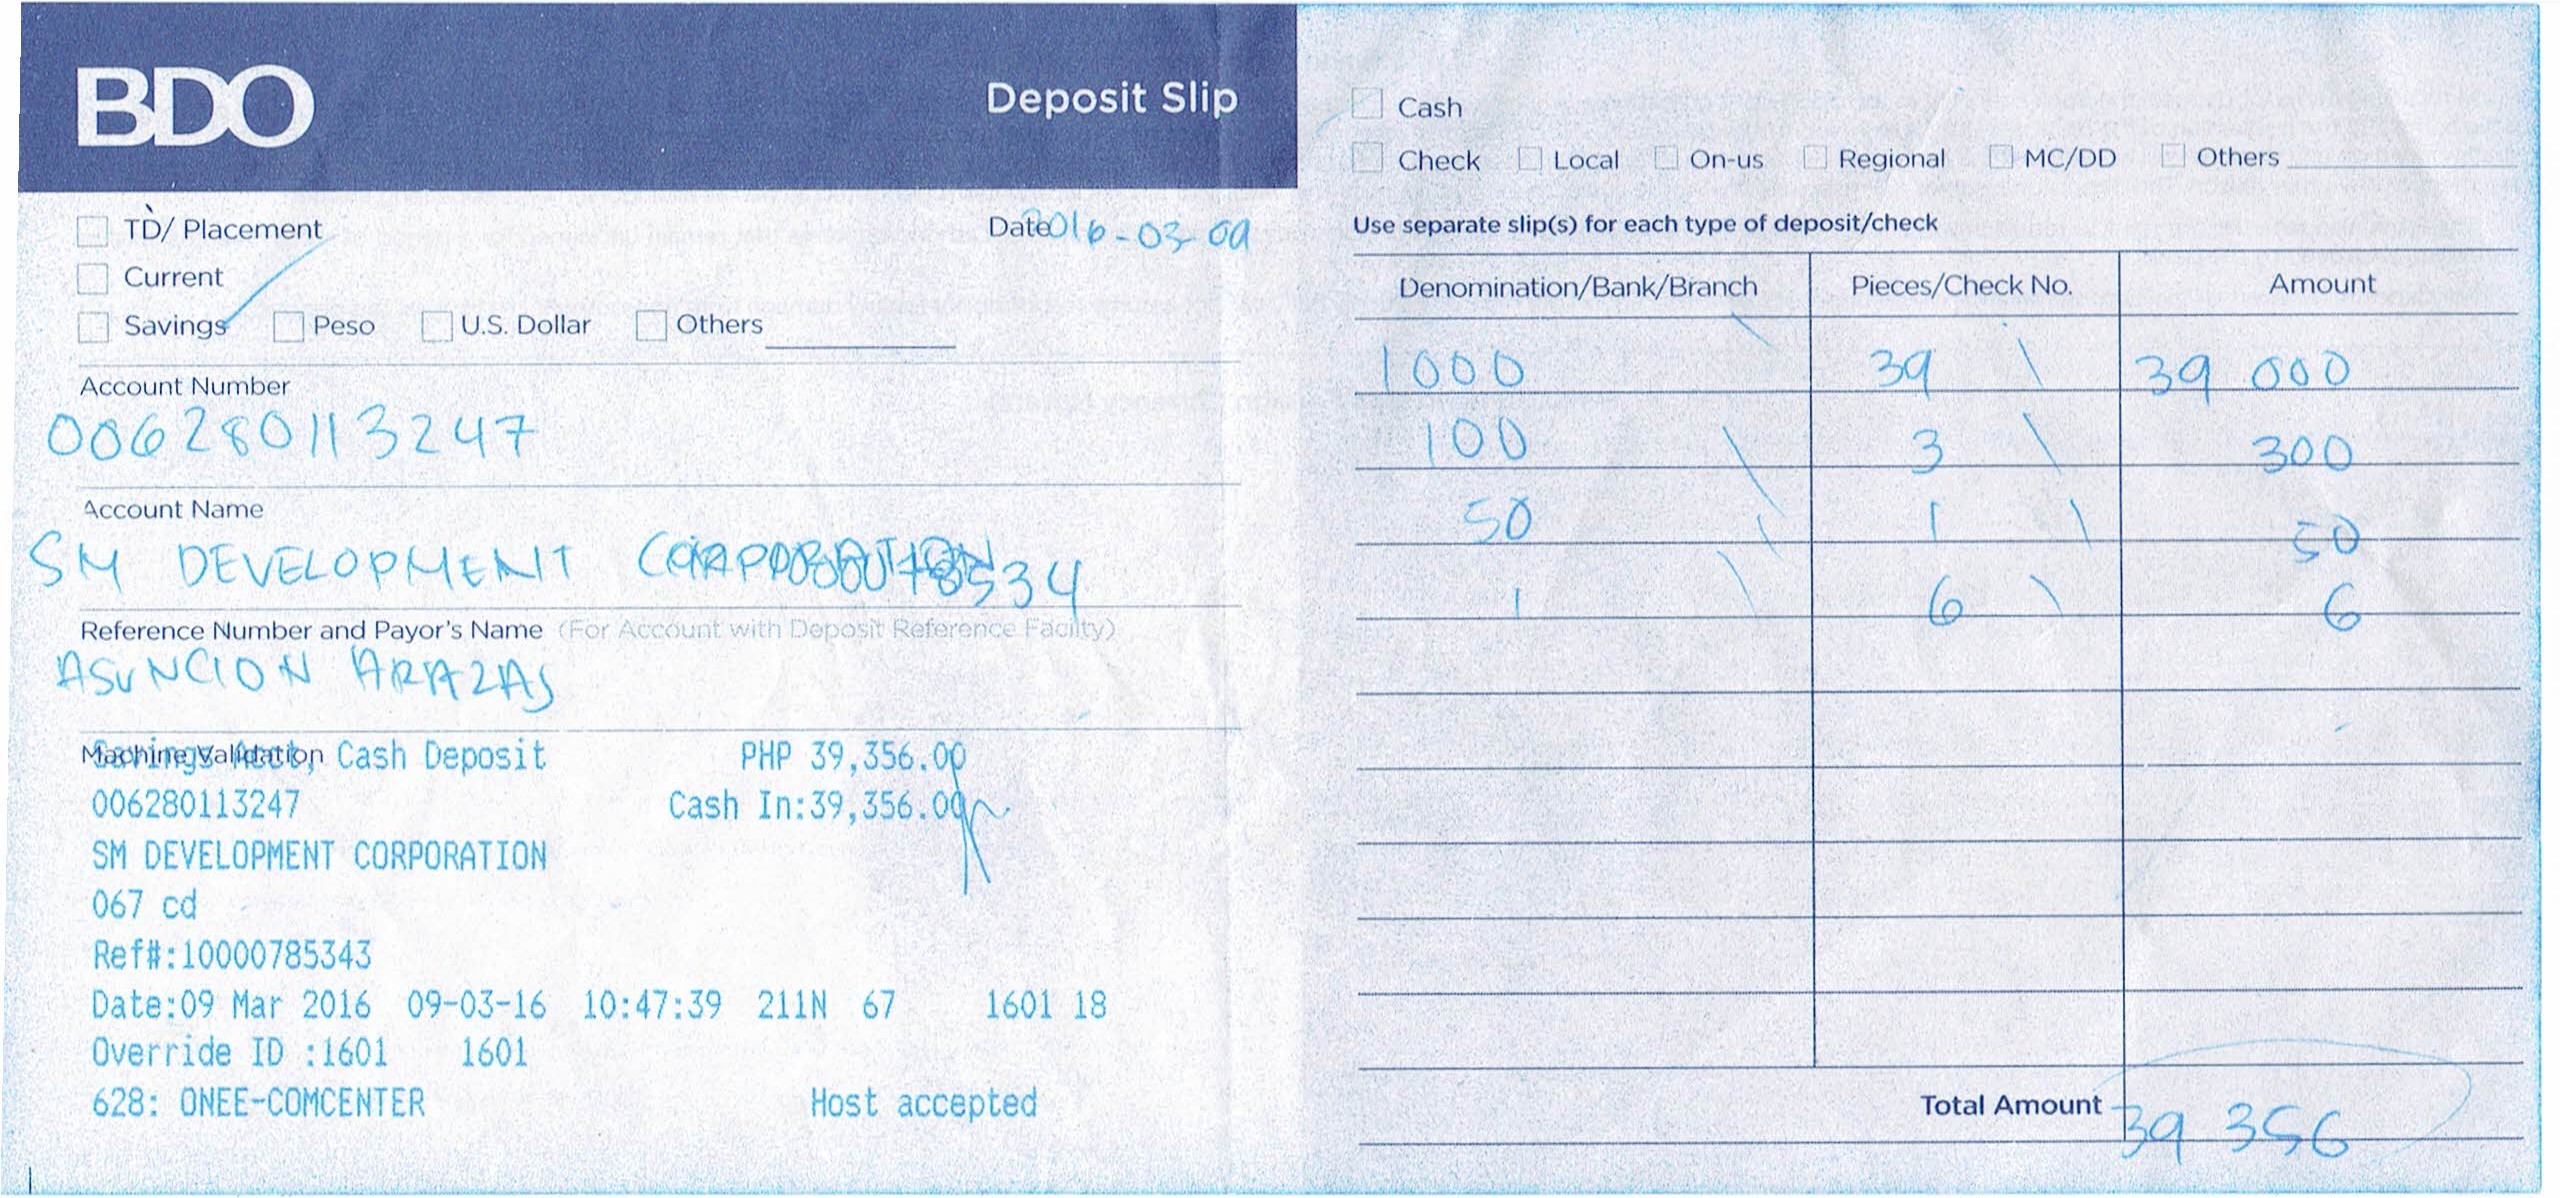 BDO
Deposit Slip
TD/ Placement
Date 2016-03-09
Current
Savings Peso U.S. Dollar Others
Account Number
006280113247
Account Name
SM DEVELOPMENT CORPORATION
Reference Number and Payor's Name (For Account with Deposit Reference Facilty)
ASUNCION ARAZAS
Machine Validation
Savings Acct, Cash Deposit PHP 39,356.00
006280113247 Cash In:39,356.00
SM DEVELOPMENT CORPORATION
067 cd
Ref#:10000785343
Date:09 Mar 2016 09-03-16 10:47:39 211N 67 1601 18
Override ID :1601 1601
628: ONEE-COMCENTER Host accepted
Cash
Check Local On-us Regional MC/DD Others
Use separate slip(s) for each type of deposit/check
Denomination/Bank/Branch Pieces/Check No. Amount
1000 39 39 000
100 3 300
50 1 50
1 6 6
Total Amount 39 356